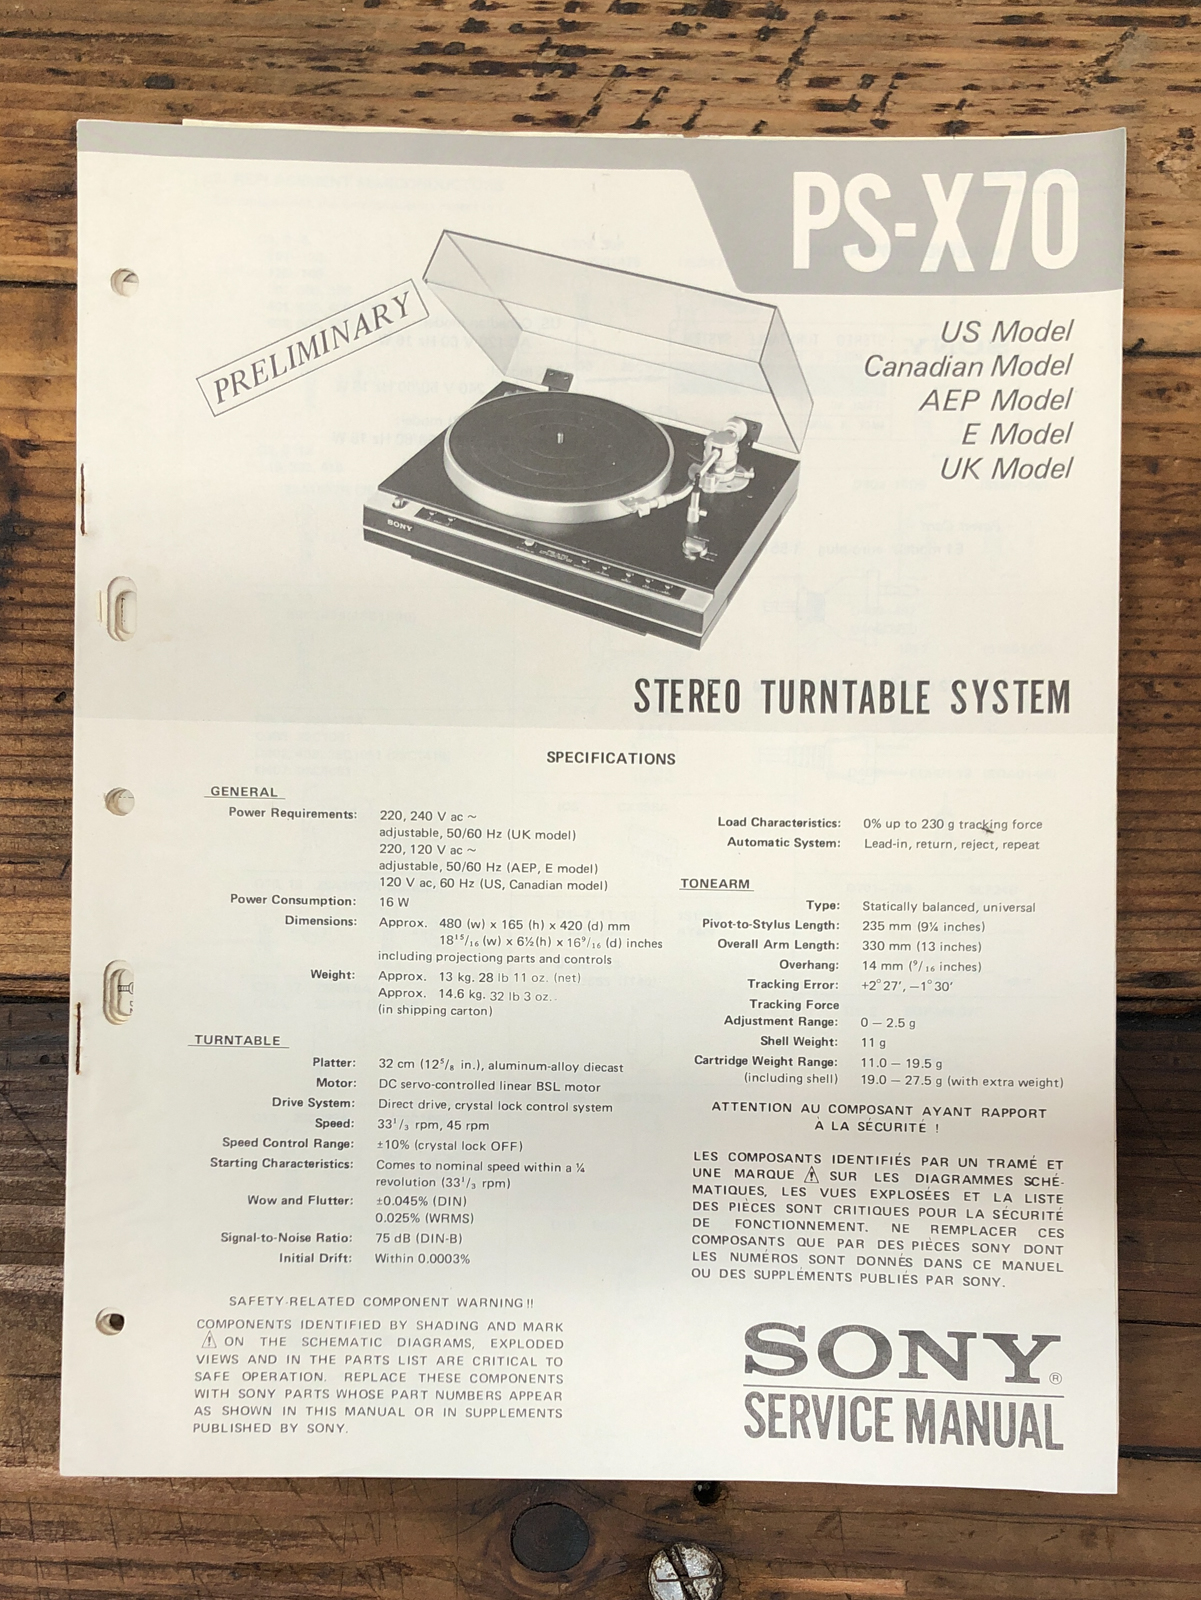 PS-X70
US Model
Canadian Model
AEP Model
E Model
UK Model
PRELIMINARY
SONY
STEREO TURNTABLE SYSTEM
SPECIFICATIONS
GENERAL
Power Requirements: 220, 240 V ac ~
adjustable, 50/60 Hz (UK model)
220, 120 V ac ~
adjustable, 50/60 Hz (AEP, E model)
120 V ac, 60 Hz (US, Canadian model)
Power Consumption: 16 W
Dimensions: Approx. 480 (w) x 165 (h) x 420 (d) mm
18¹⁵/₁₆ (w) x 6½(h) x 16⁹/₁₆ (d) inches
including projectiong parts and controls
Weight: Approx. 13 kg. 28 lb 11 oz. (net)
Approx. 14.6 kg. 32 lb 3 oz.
(in shipping carton)
TURNTABLE
Platter: 32 cm (12⁵/₈ in.), aluminum-alloy diecast
Motor: DC servo-controlled linear BSL motor
Drive System: Direct drive, crystal lock control system
Speed: 33¹/₃ rpm, 45 rpm
Speed Control Range: ±10% (crystal lock OFF)
Starting Characteristics: Comes to nominal speed within a ¼
revolution (33¹/₃ rpm)
Wow and Flutter: ±0.045% (DIN)
0.025% (WRMS)
Signal-to-Noise Ratio: 75 dB (DIN-B)
Initial Drift: Within 0.0003%
SAFETY-RELATED COMPONENT WARNING!!
COMPONENTS IDENTIFIED BY SHADING AND MARK
⚠ ON THE SCHEMATIC DIAGRAMS, EXPLODED
VIEWS AND IN THE PARTS LIST ARE CRITICAL TO
SAFE OPERATION. REPLACE THESE COMPONENTS
WITH SONY PARTS WHOSE PART NUMBERS APPEAR
AS SHOWN IN THIS MANUAL OR IN SUPPLEMENTS
PUBLISHED BY SONY.
Load Characteristics: 0% up to 230 g tracking force
Automatic System: Lead-in, return, reject, repeat
TONEARM
Type: Statically balanced, universal
Pivot-to-Stylus Length: 235 mm (9¼ inches)
Overall Arm Length: 330 mm (13 inches)
Overhang: 14 mm (⁹/₁₆ inches)
Tracking Error: +2°27′, −1°30′
Tracking Force
Adjustment Range: 0 – 2.5 g
Shell Weight: 11 g
Cartridge Weight Range: 11.0 – 19.5 g
(including shell) 19.0 – 27.5 g (with extra weight)
ATTENTION AU COMPOSANT AYANT RAPPORT
À LA SÉCURITÉ !
LES COMPOSANTS IDENTIFIÉS PAR UN TRAMÉ ET
UNE MARQUE ⚠ SUR LES DIAGRAMMES SCHÉ-
MATIQUES, LES VUES EXPLOSÉES ET LA LISTE
DES PIÈCES SONT CRITIQUES POUR LA SÉCURITÉ
DE FONCTIONNEMENT. NE REMPLACER CES
COMPOSANTS QUE PAR DES PIÈCES SONY DONT
LES NUMÉROS SONT DONNÉS DANS CE MANUEL
OU DES SUPPLÉMENTS PUBLIÉS PAR SONY.
SONY®
SERVICE MANUAL